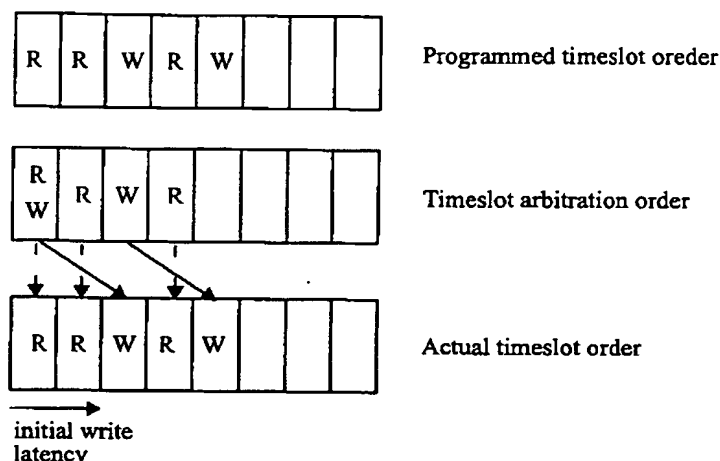 R R W R W Programmed timeslot oreder
R
W R W R Timeslot arbitration order
R R W R W Actual timeslot order
initial write
latency